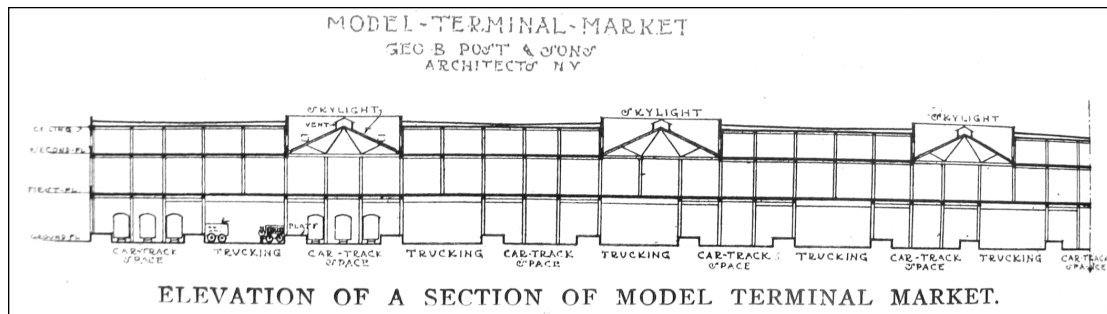 MODEL-TERMINAL-MARKET
GEO B POST & SONS
ARCHITECTS NY
SKYLIGHT
SKYLIGHT
SKYLIGHT
VENT
CEILING
SECOND-FL.
FIRST-FL.
GROUND FL.
PLATF
CAR-TRACK SPACE
TRUCKING
CAR-TRACK SPACE
TRUCKING
CAR-TRACK SPACE
TRUCKING
CAR-TRACK SPACE
TRUCKING
CAR-TRACK SPACE
TRUCKING
CAR-TRACK SPACE
ELEVATION OF A SECTION OF MODEL TERMINAL MARKET.